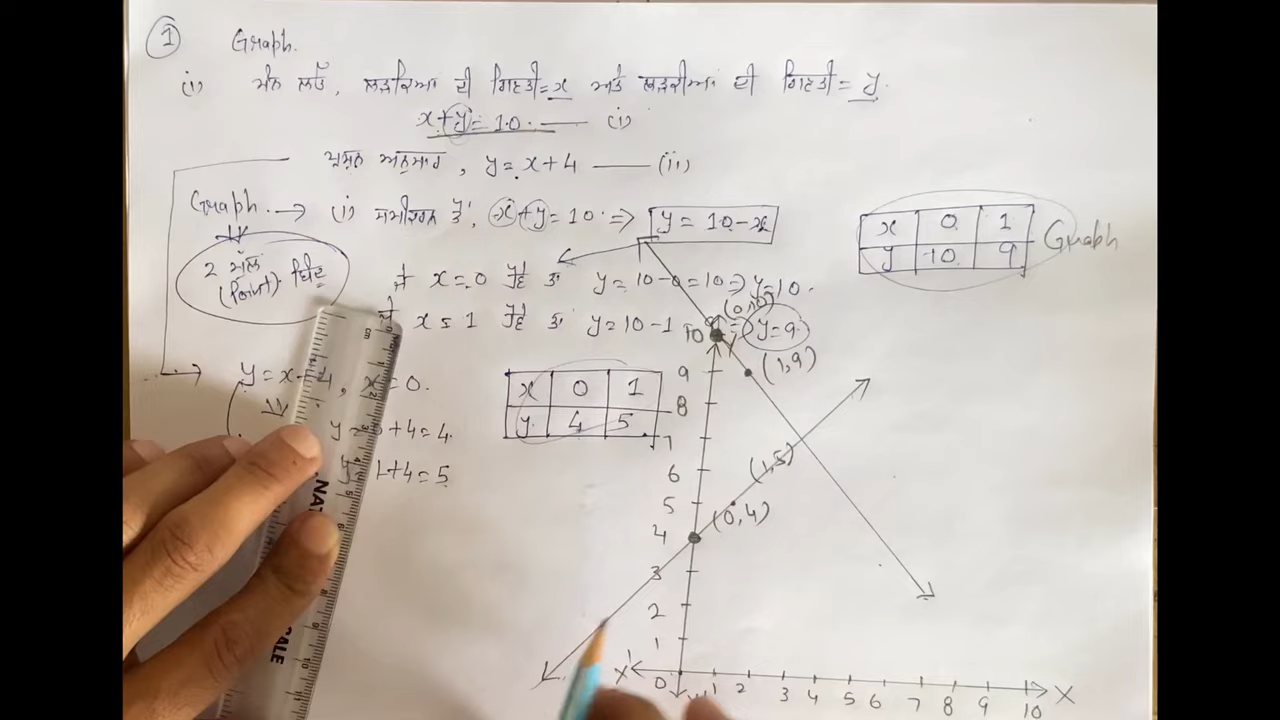 ① Graph.
(i) ਮੰਨ ਲਓ, ਲੜਕਿਆਂ ਦੀ ਗਿਣਤੀ = x ਅਤੇ ਲੜਕੀਆਂ ਦੀ ਗਿਣਤੀ = y.
x+y = 10. — (i)
ਪ੍ਰਸ਼ਨ ਅਨੁਸਾਰ, y = x+4 — (ii)
Graph. → (i) ਸਮੀਕਰਨ ਤੋਂ, x+y = 10 ⇒ y = 10-x
x 0 1
y 10 9
Graph
2 ਮੁੱਲ
(Point). ਬਿੰਦੂ
ਜੇ x = 0 ਹੋਵੇ ਤਾਂ y = 10-0 = 10 ⇒ y=10.
ਜੇ x = 1 ਹੋਵੇ ਤਾਂ y = 10-1 y=9
y = x+4, x = 0.
+4 = 4.
1+4 = 5
x 0 1
y 4 5
(1,9)
(1,5)
(0,4)
10
9
8
7
6
5
4
3
2
1
X' 0 1 2 3 4 5 6 7 8 9 10 X
SCALE